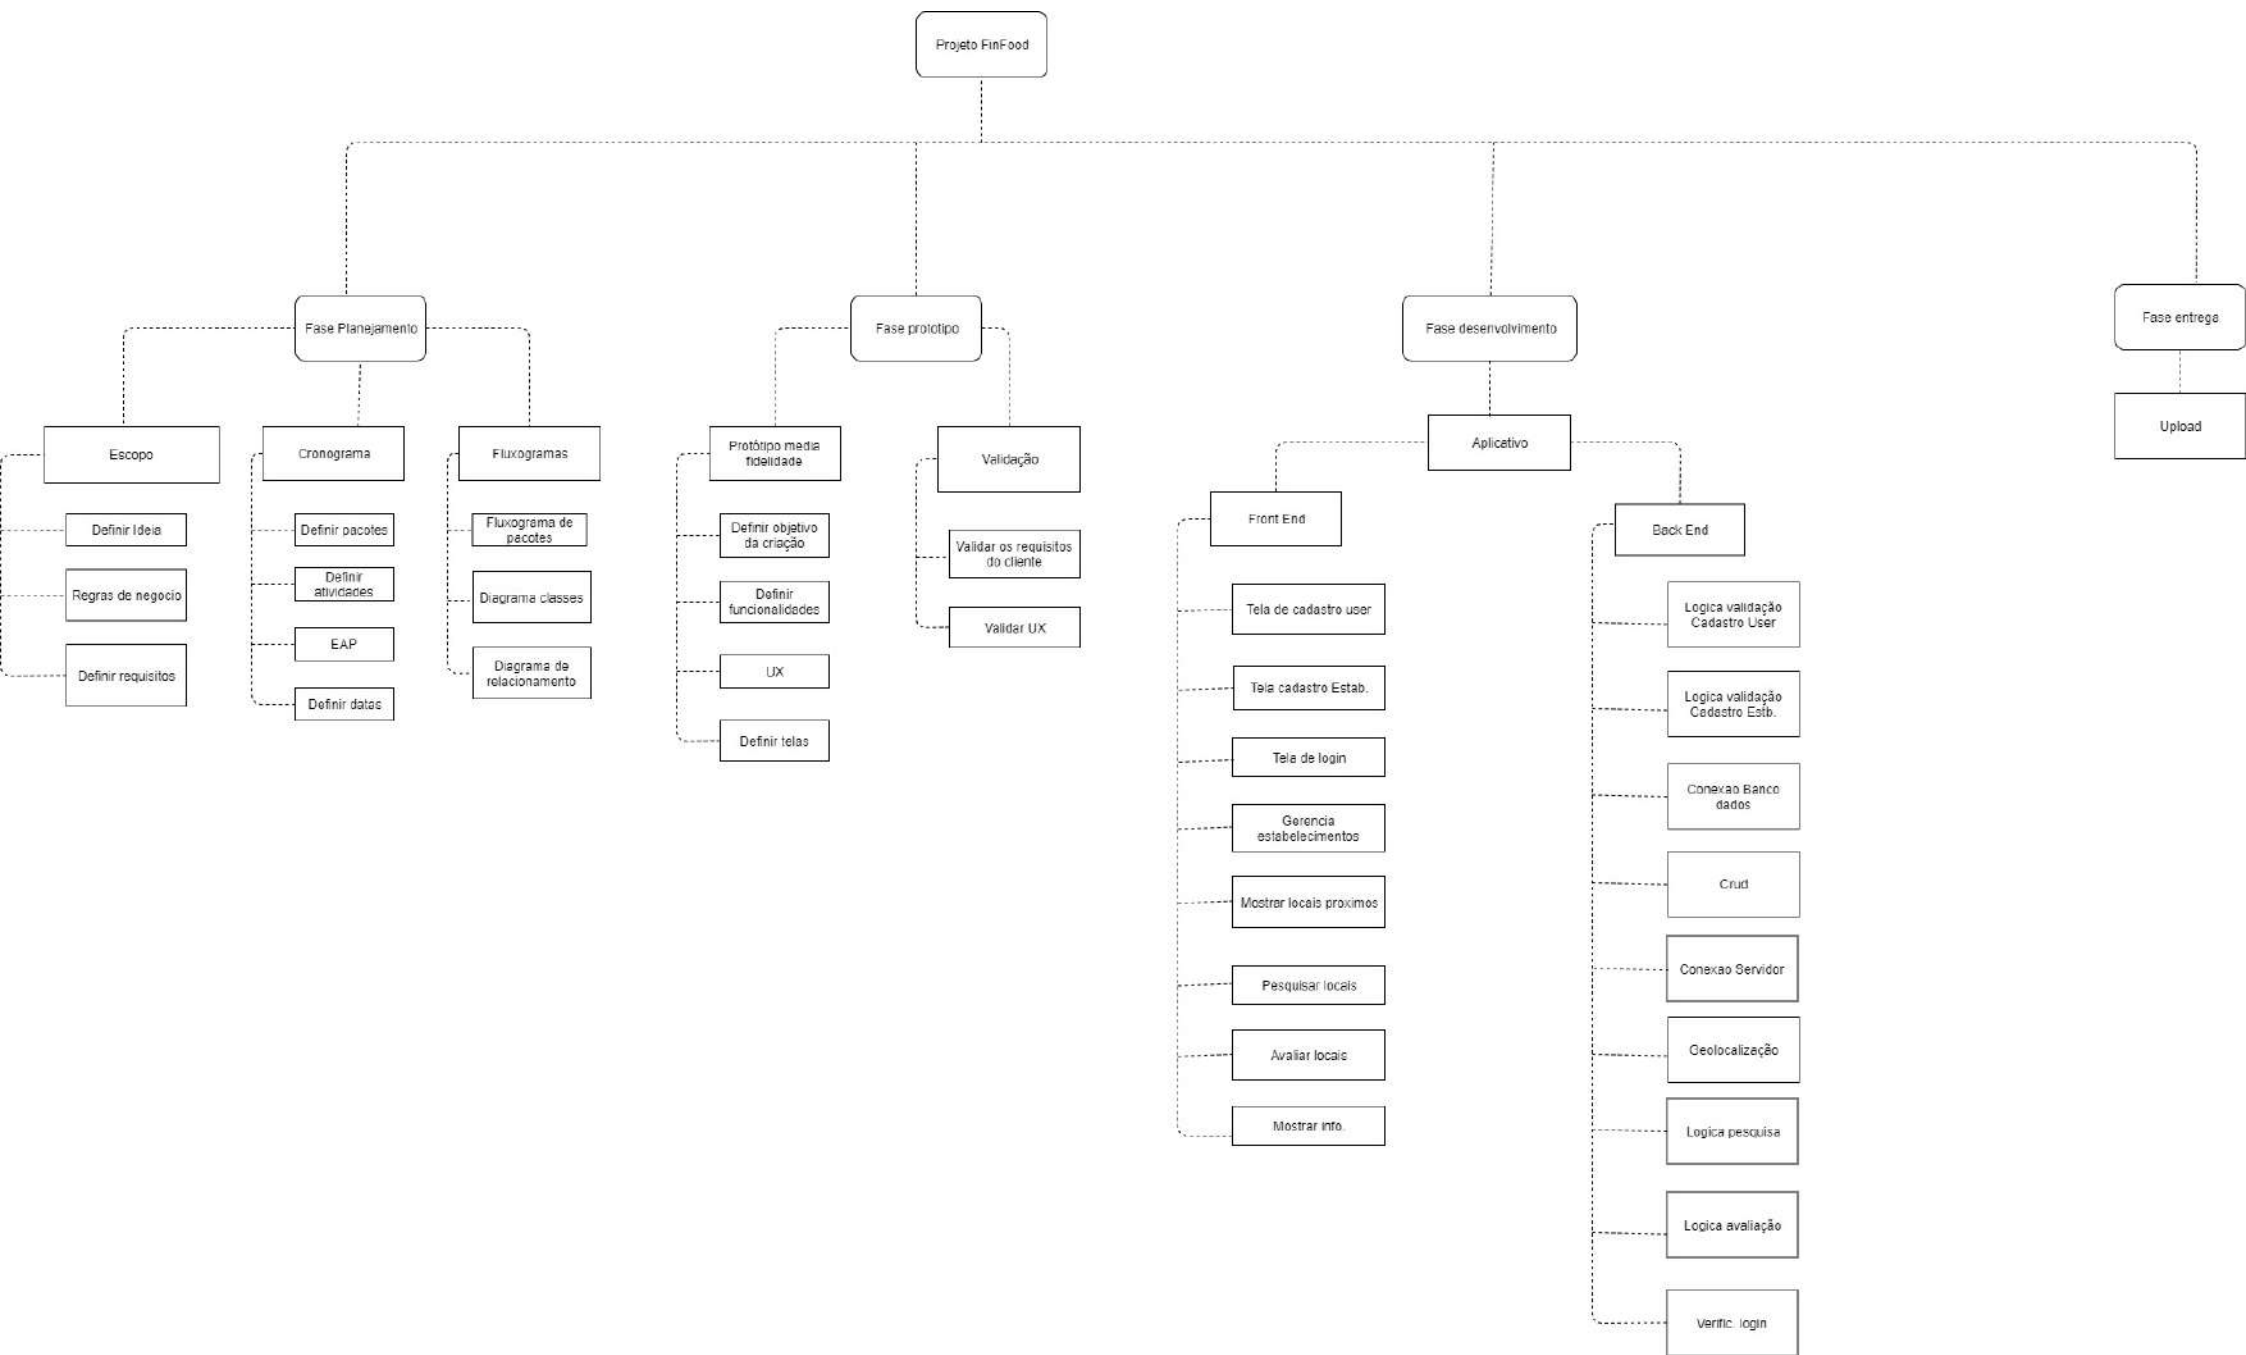 Projeto FinFood
Fase Planejamento
Fase prototipo
Fase desenvolvimento
Fase entrega
Escopo
Definir Ideia
Regras de negocio
Definir requisitos
Cronograma
Definir pacotes
Definir
atividades
EAP
Definir datas
Fluxogramas
Fluxograma de
pacotes
Diagrama classes
Diagrama de
relacionamento
Protótipo media
fidelidade
Definir objetivo
da criação
Definir
funcionalidades
UX
Definir telas
Validação
Validar os requisitos
do cliente
Validar UX
Aplicativo
Front End
Tela de cadastro user
Tela cadastro Estab.
Tela de login
Gerencia
estabelecimentos
Mostrar locais proximos
Pesquisar locais
Avaliar locais
Mostrar info.
Back End
Logica validação
Cadastro User
Logica validação
Cadastro Estb.
Conexao Banco
dados
Crud
Conexao Servidor
Geolocalização
Logica pesquisa
Logica avaliação
Verific. login
Upload